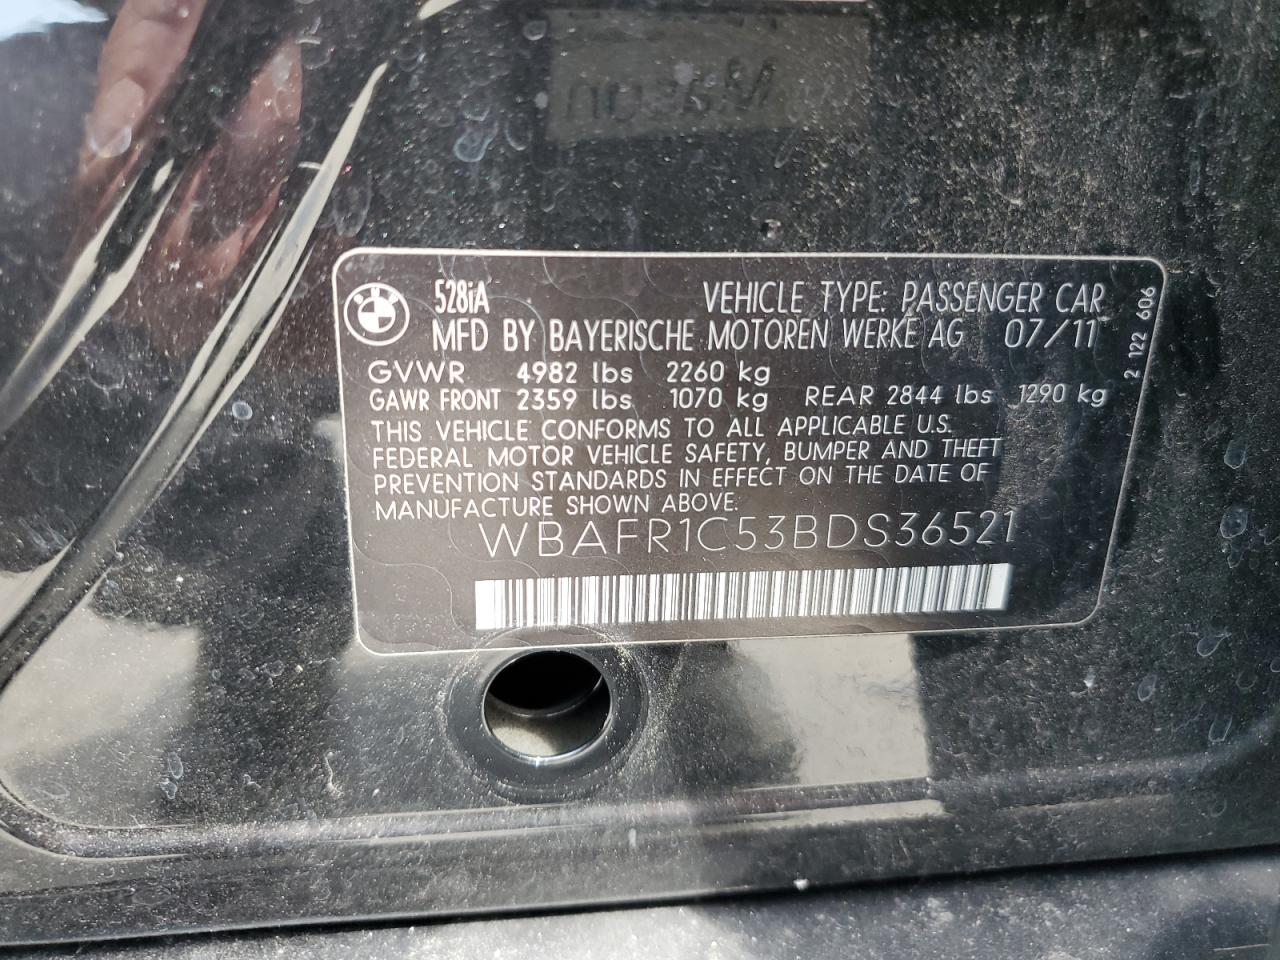 528iA VEHICLE TYPE: PASSENGER CAR
MFD BY BAYERISCHE MOTOREN WERKE AG 07/11
GVWR 4982 lbs 2260 kg
GAWR FRONT 2359 lbs 1070 kg REAR 2844 lbs 1290 kg
THIS VEHICLE CONFORMS TO ALL APPLICABLE U.S.
FEDERAL MOTOR VEHICLE SAFETY, BUMPER AND THEFT
PREVENTION STANDARDS IN EFFECT ON THE DATE OF
MANUFACTURE SHOWN ABOVE.
WBAFR1C53BDS36521
2 122 606